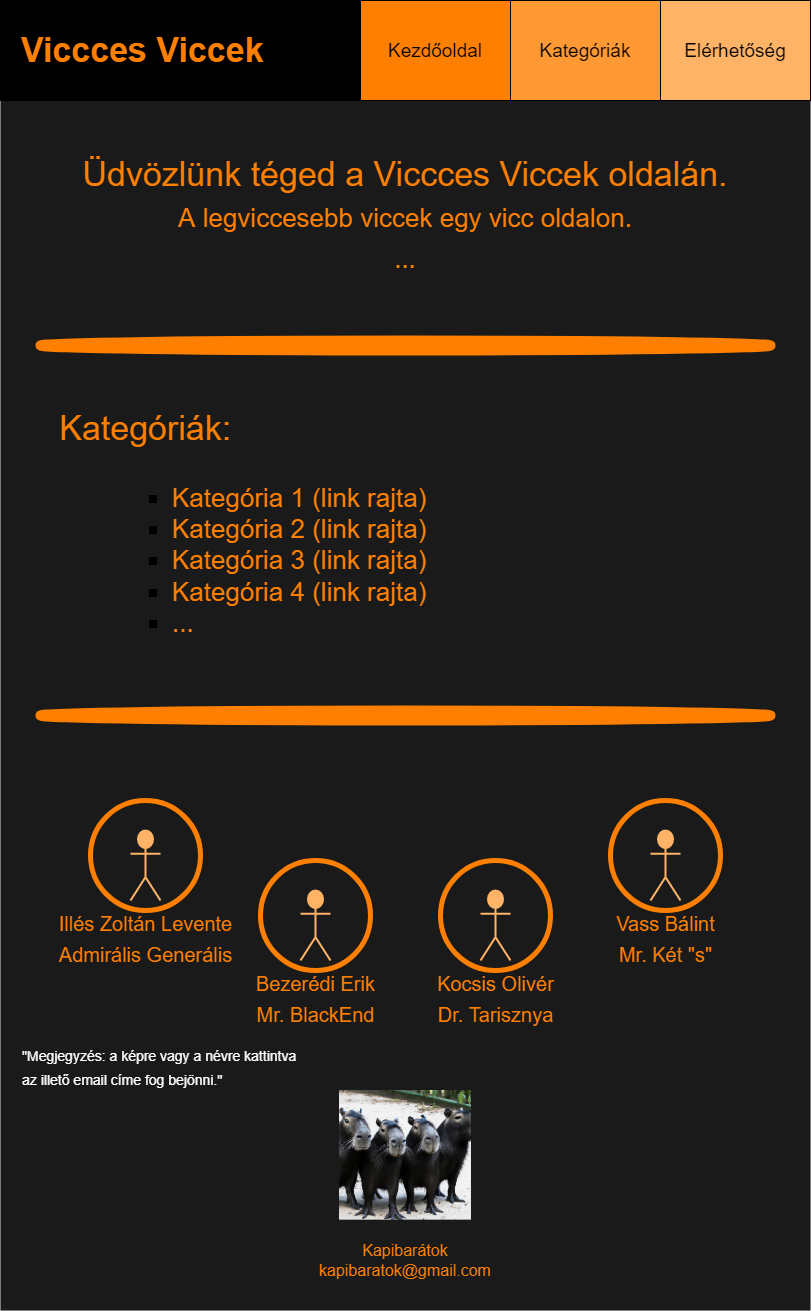 Viccces Viccek
Kezdőoldal
Kategóriák
Elérhetőség
Üdvözlünk téged a Viccces Viccek oldalán.
A legviccesebb viccek egy vicc oldalon.
...
Kategóriák:
Kategória 1 (link rajta)
Kategória 2 (link rajta)
Kategória 3 (link rajta)
Kategória 4 (link rajta)
...
Illés Zoltán Levente
Admirális Generális
Bezerédi Erik
Mr. BlackEnd
Kocsis Olivér
Dr. Tarisznya
Vass Bálint
Mr. Két "s"
"Megjegyzés: a képre vagy a névre kattintva
az illető email címe fog bejönni."
Kapibarátok
kapibaratok@gmail.com